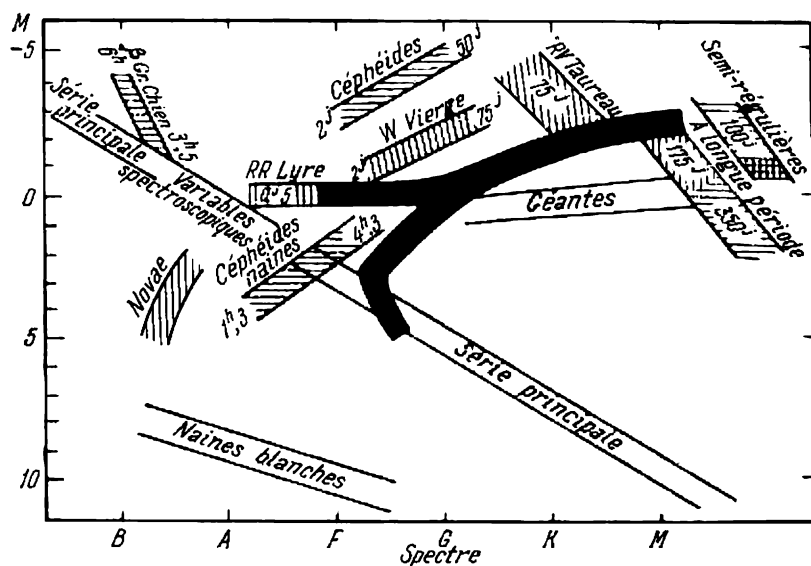 M
-5
0
5
10
B
A
F
G
K
M
Spectre
β Gr. Chien 3ʰ,5
6ʰ
Série
principale
Variables
spectroscopiques
Céphéides
50ʲ
2ʲ
W Vierge
75ʲ
2ʲ
RV Taureau
75ʲ
Semi-régulières
100ʲ
A longue période
175ʲ
350ʲ
RR Lyre
0ʲ,5
Géantes
Céphéides
naines
4ʰ,3
1ʰ,3
Novae
Série principale
Naines blanches